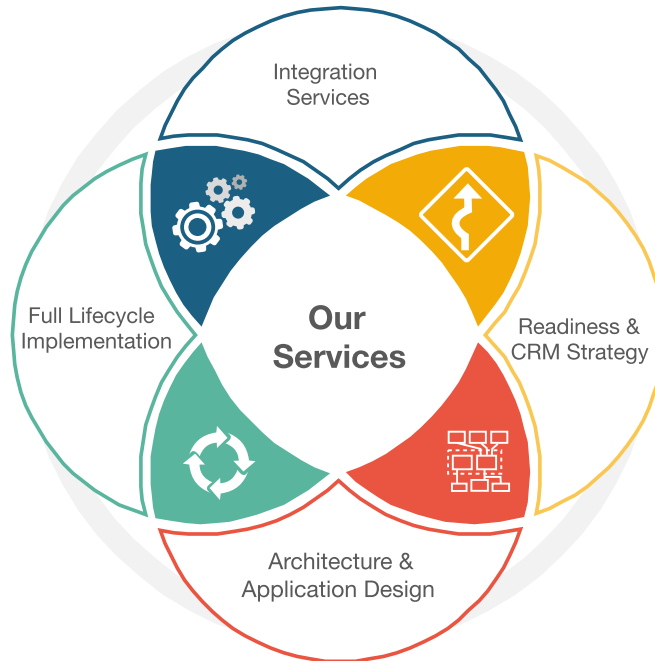 Integration
Services
Full Lifecycle
Implementation
Our
Services
Readiness &
CRM Strategy
Architecture &
Application Design